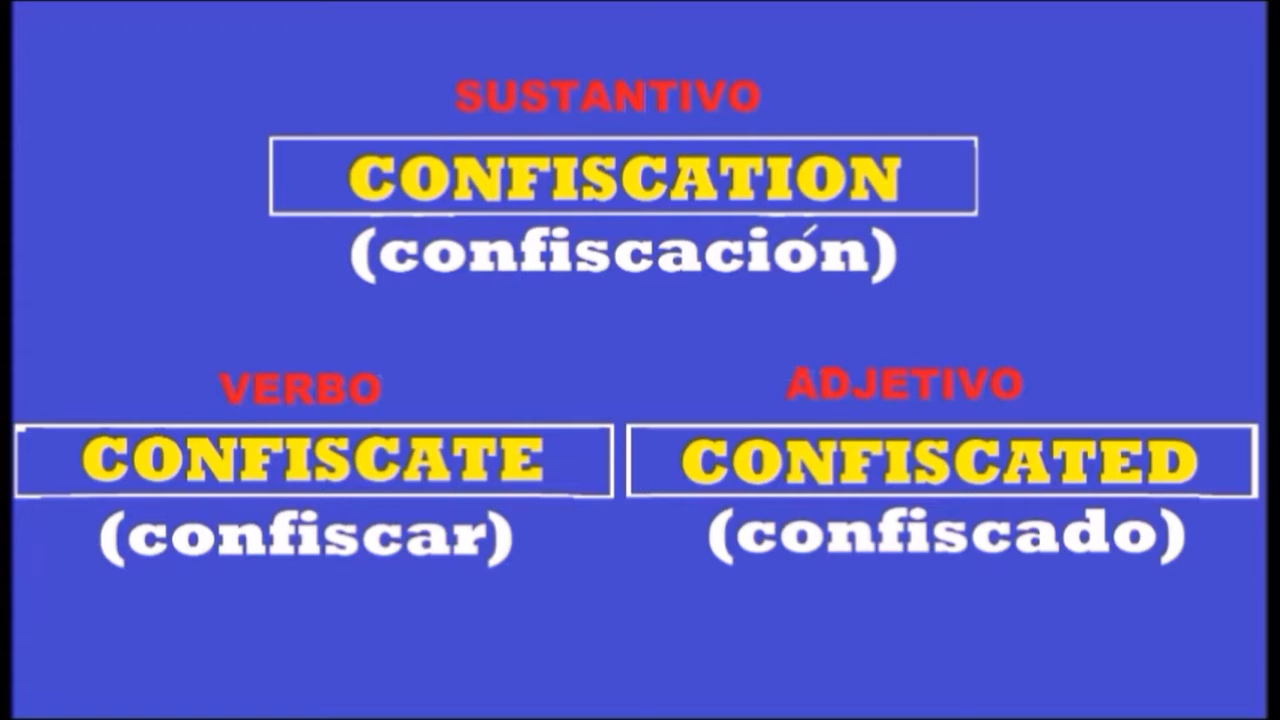 SUSTANTIVO
CONFISCATION
(confiscación)
VERBO
CONFISCATE
(confiscar)
ADJETIVO
CONFISCATED
(confiscado)